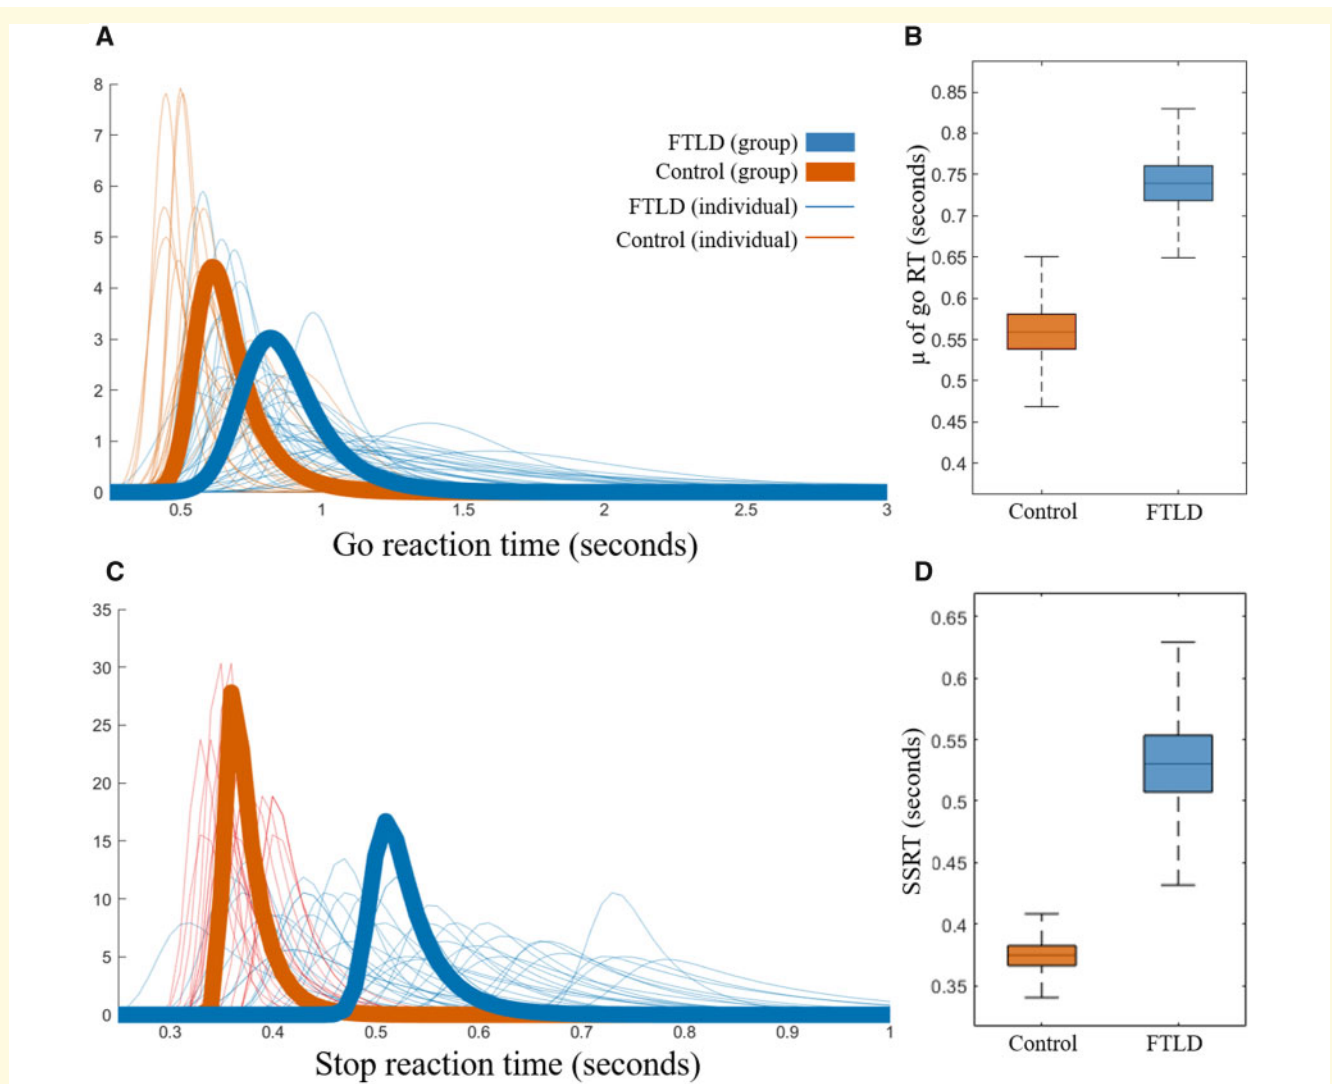 A
8
7
6
5
4
3
2
1
0
FTLD (group)
Control (group)
FTLD (individual)
Control (individual)
0.5 1 1.5 2 2.5 3
Go reaction time (seconds)
B
0.85
0.8
0.75
0.7
0.65
0.6
0.55
0.5
0.45
0.4
μ of go RT (seconds)
Control FTLD
C
35
30
25
20
15
10
5
0
0.3 0.4 0.5 0.6 0.7 0.8 0.9 1
Stop reaction time (seconds)
D
0.65
0.6
0.55
0.5
0.45
0.4
0.35
SSRT (seconds)
Control FTLD